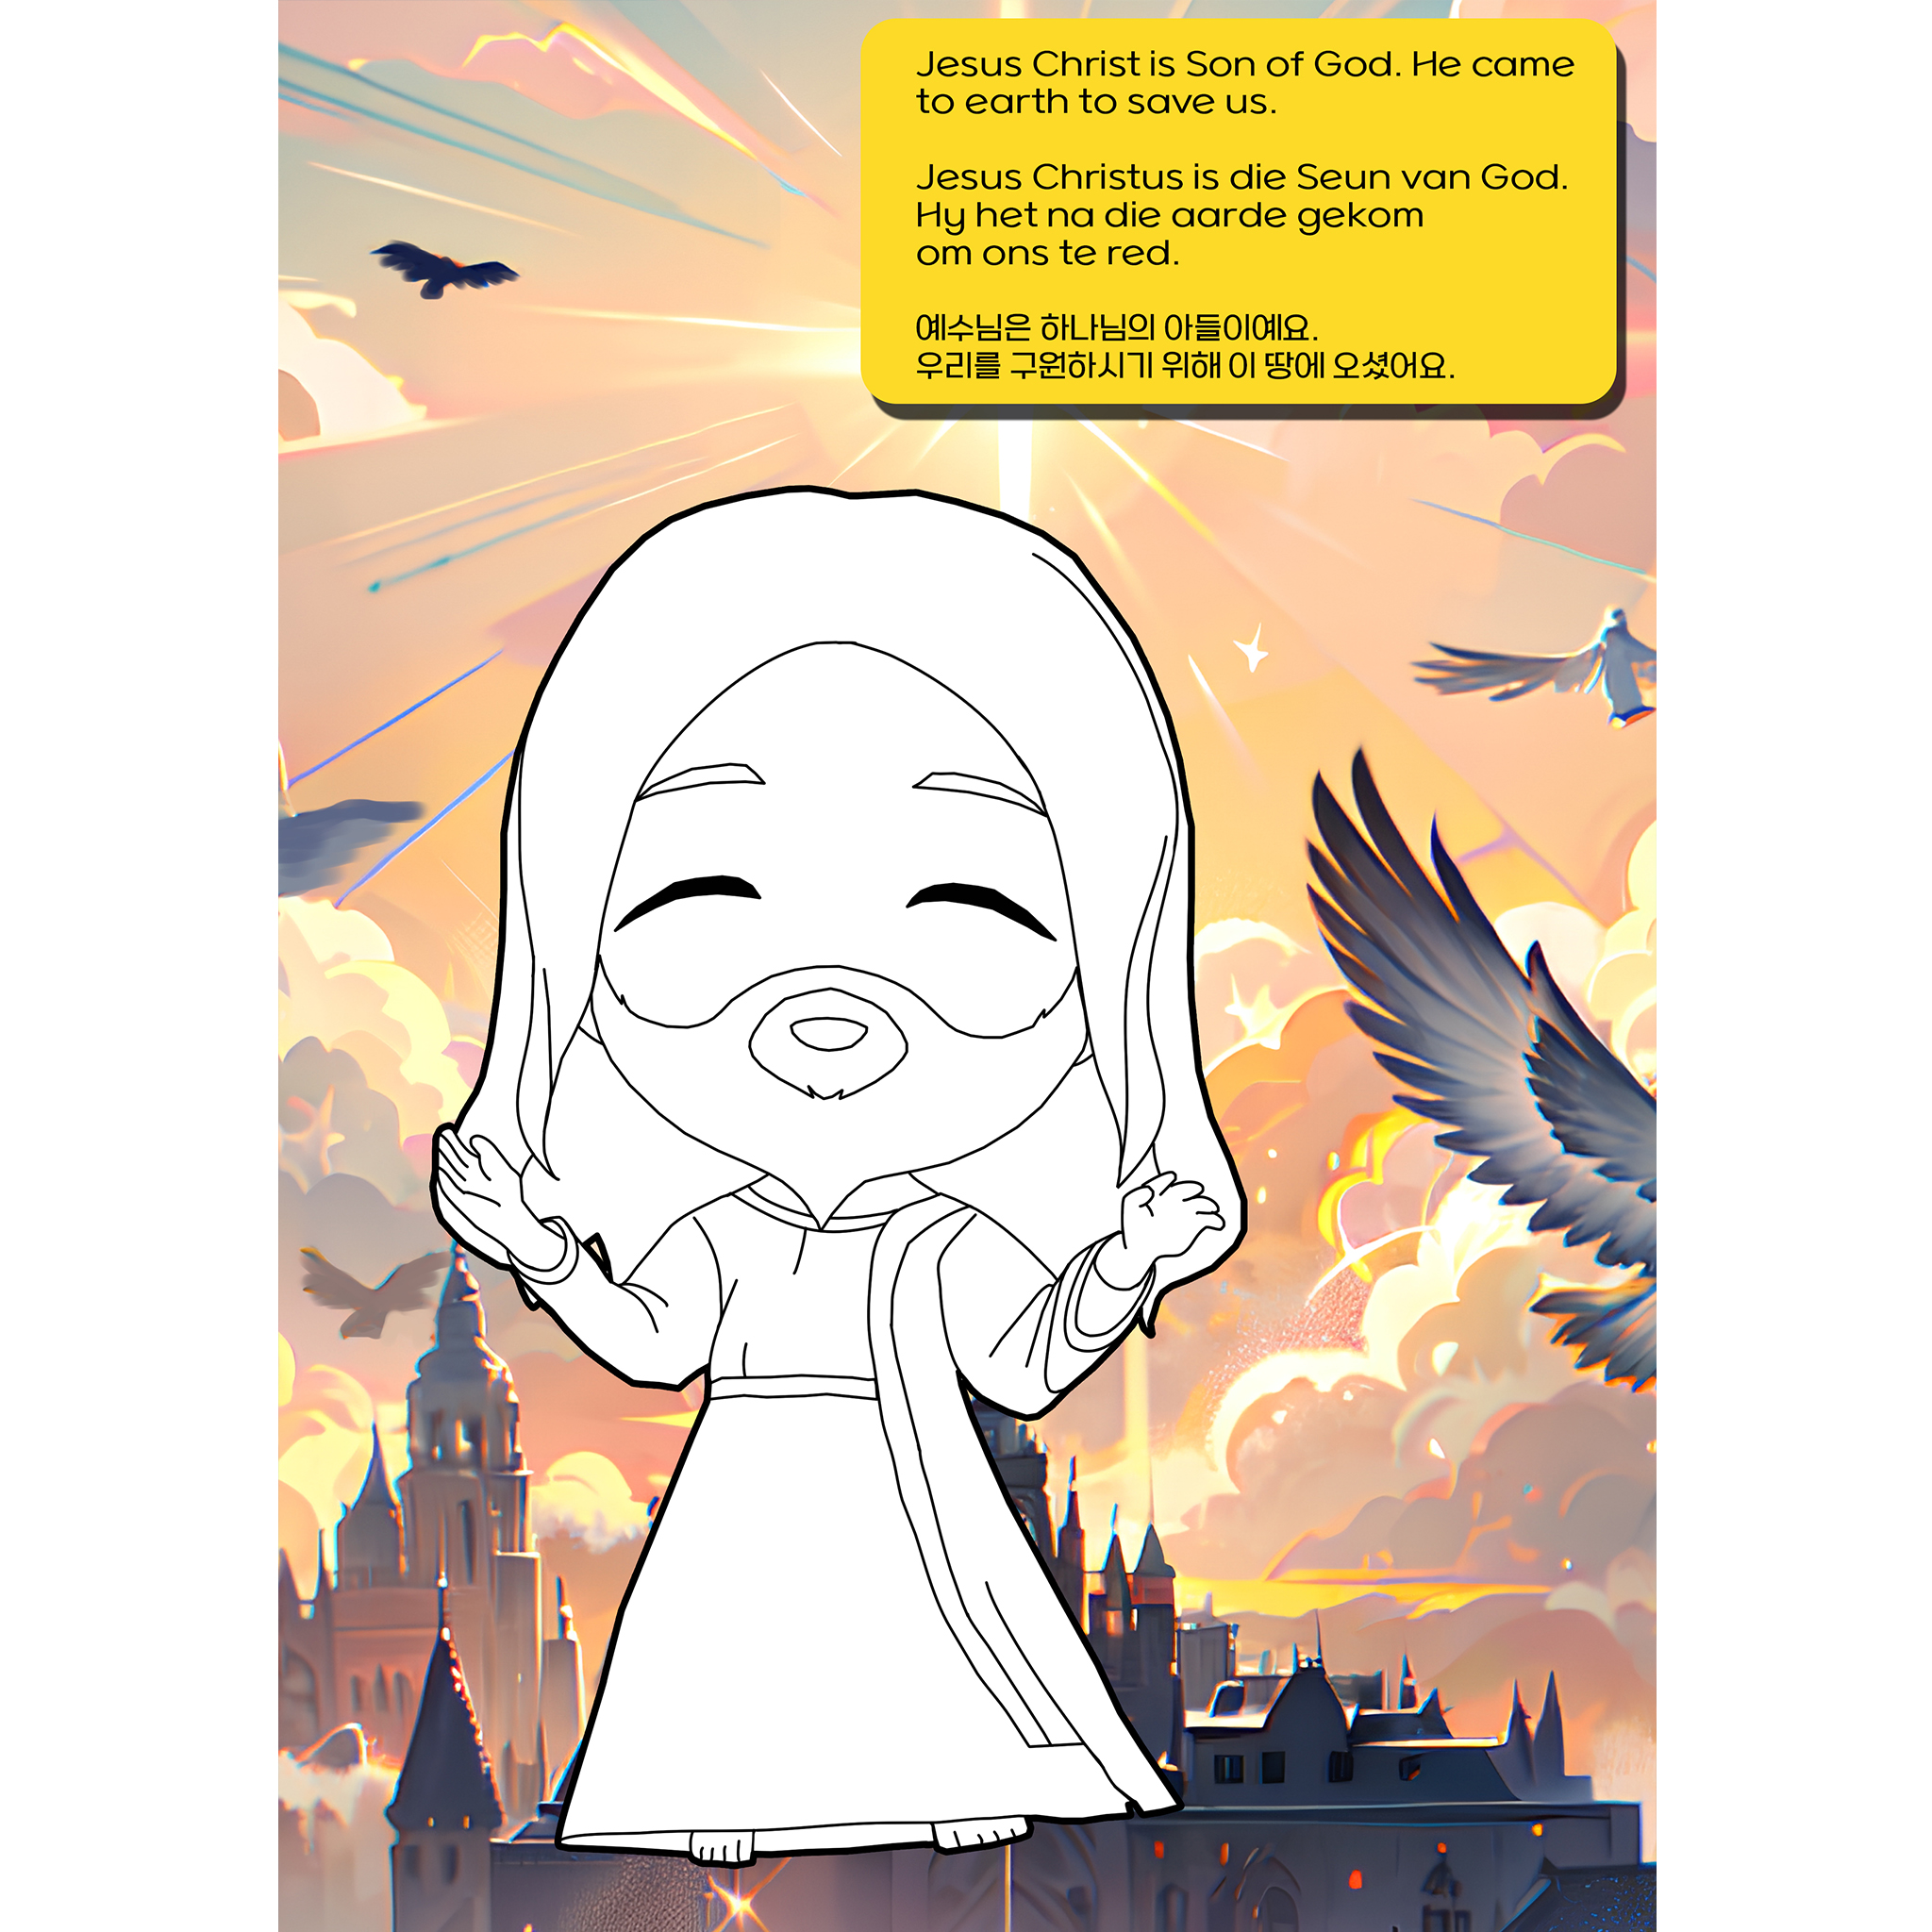 Jesus Christ is Son of God. He came
to earth to save us.
Jesus Christus is die Seun van God.
Hy het na die aarde gekom
om ons te red.
예수님은 하나님의 아들이예요.
우리를 구원하시기 위해 이 땅에 오셨어요.